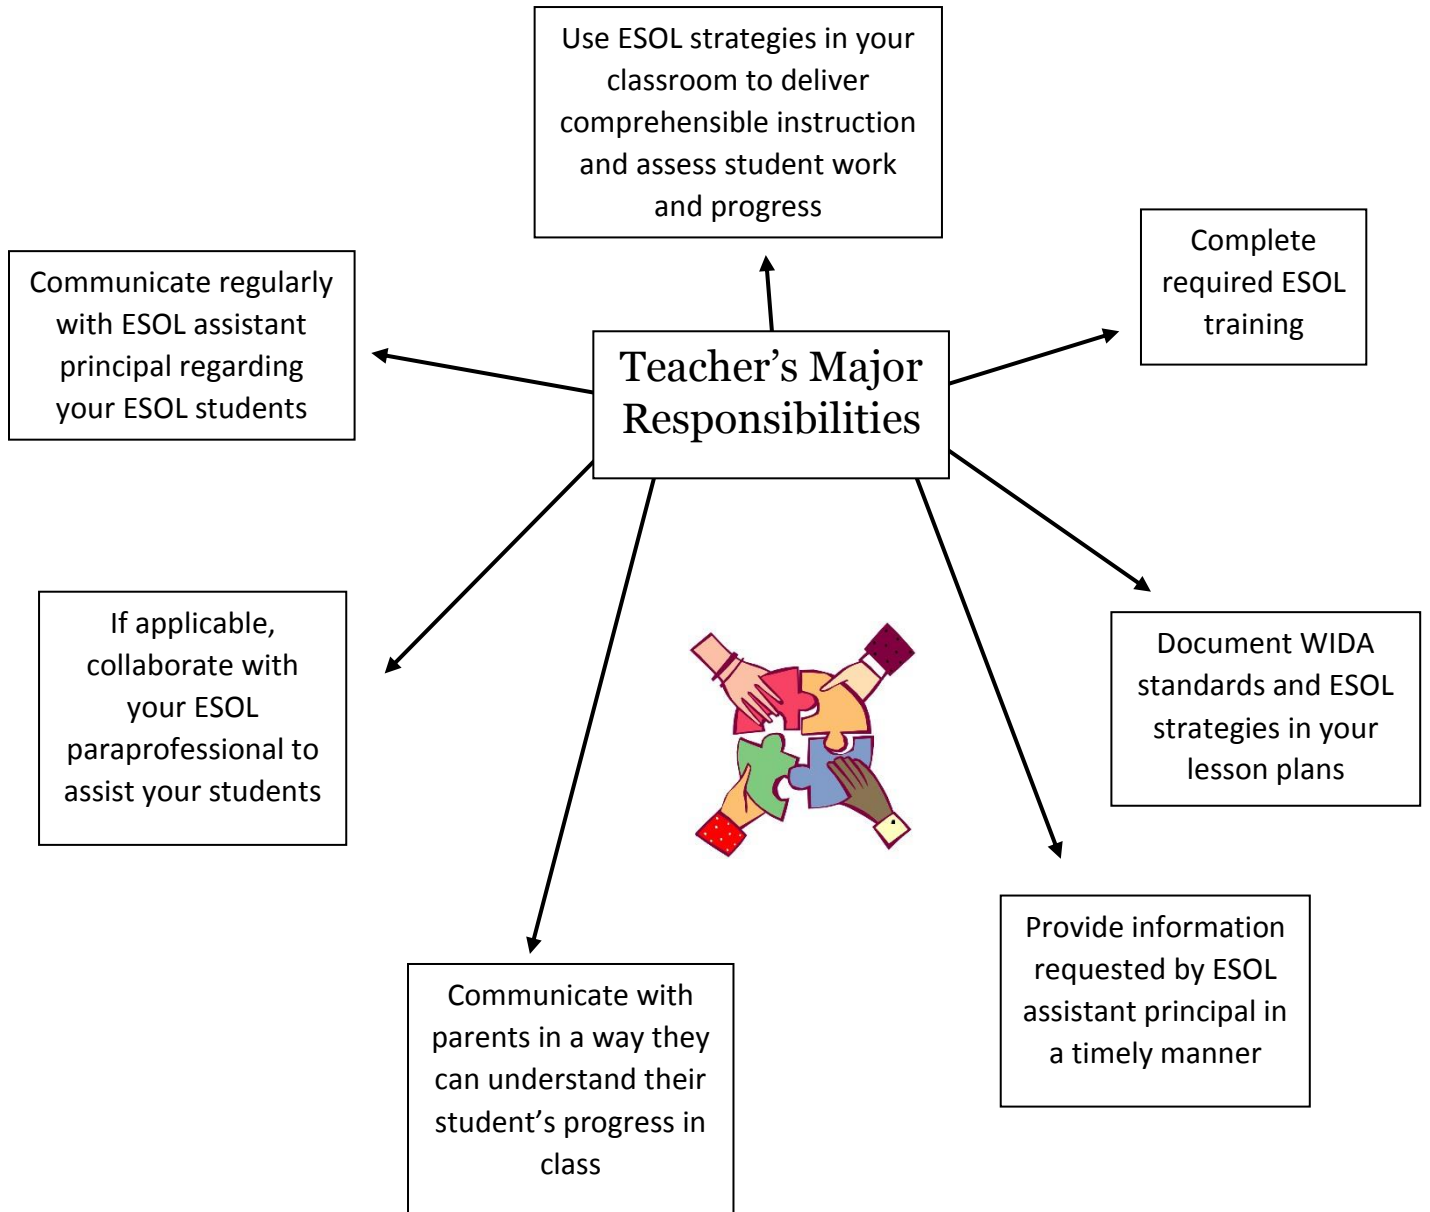 Use ESOL strategies in your
classroom to deliver
comprehensible instruction
and assess student work
and progress
Complete
required ESOL
training
Communicate regularly
with ESOL assistant
principal regarding
your ESOL students
Teacher’s Major
Responsibilities
If applicable,
collaborate with
your ESOL
paraprofessional to
assist your students
Document WIDA
standards and ESOL
strategies in your
lesson plans
Provide information
requested by ESOL
assistant principal in
a timely manner
Communicate with
parents in a way they
can understand their
student’s progress in
class